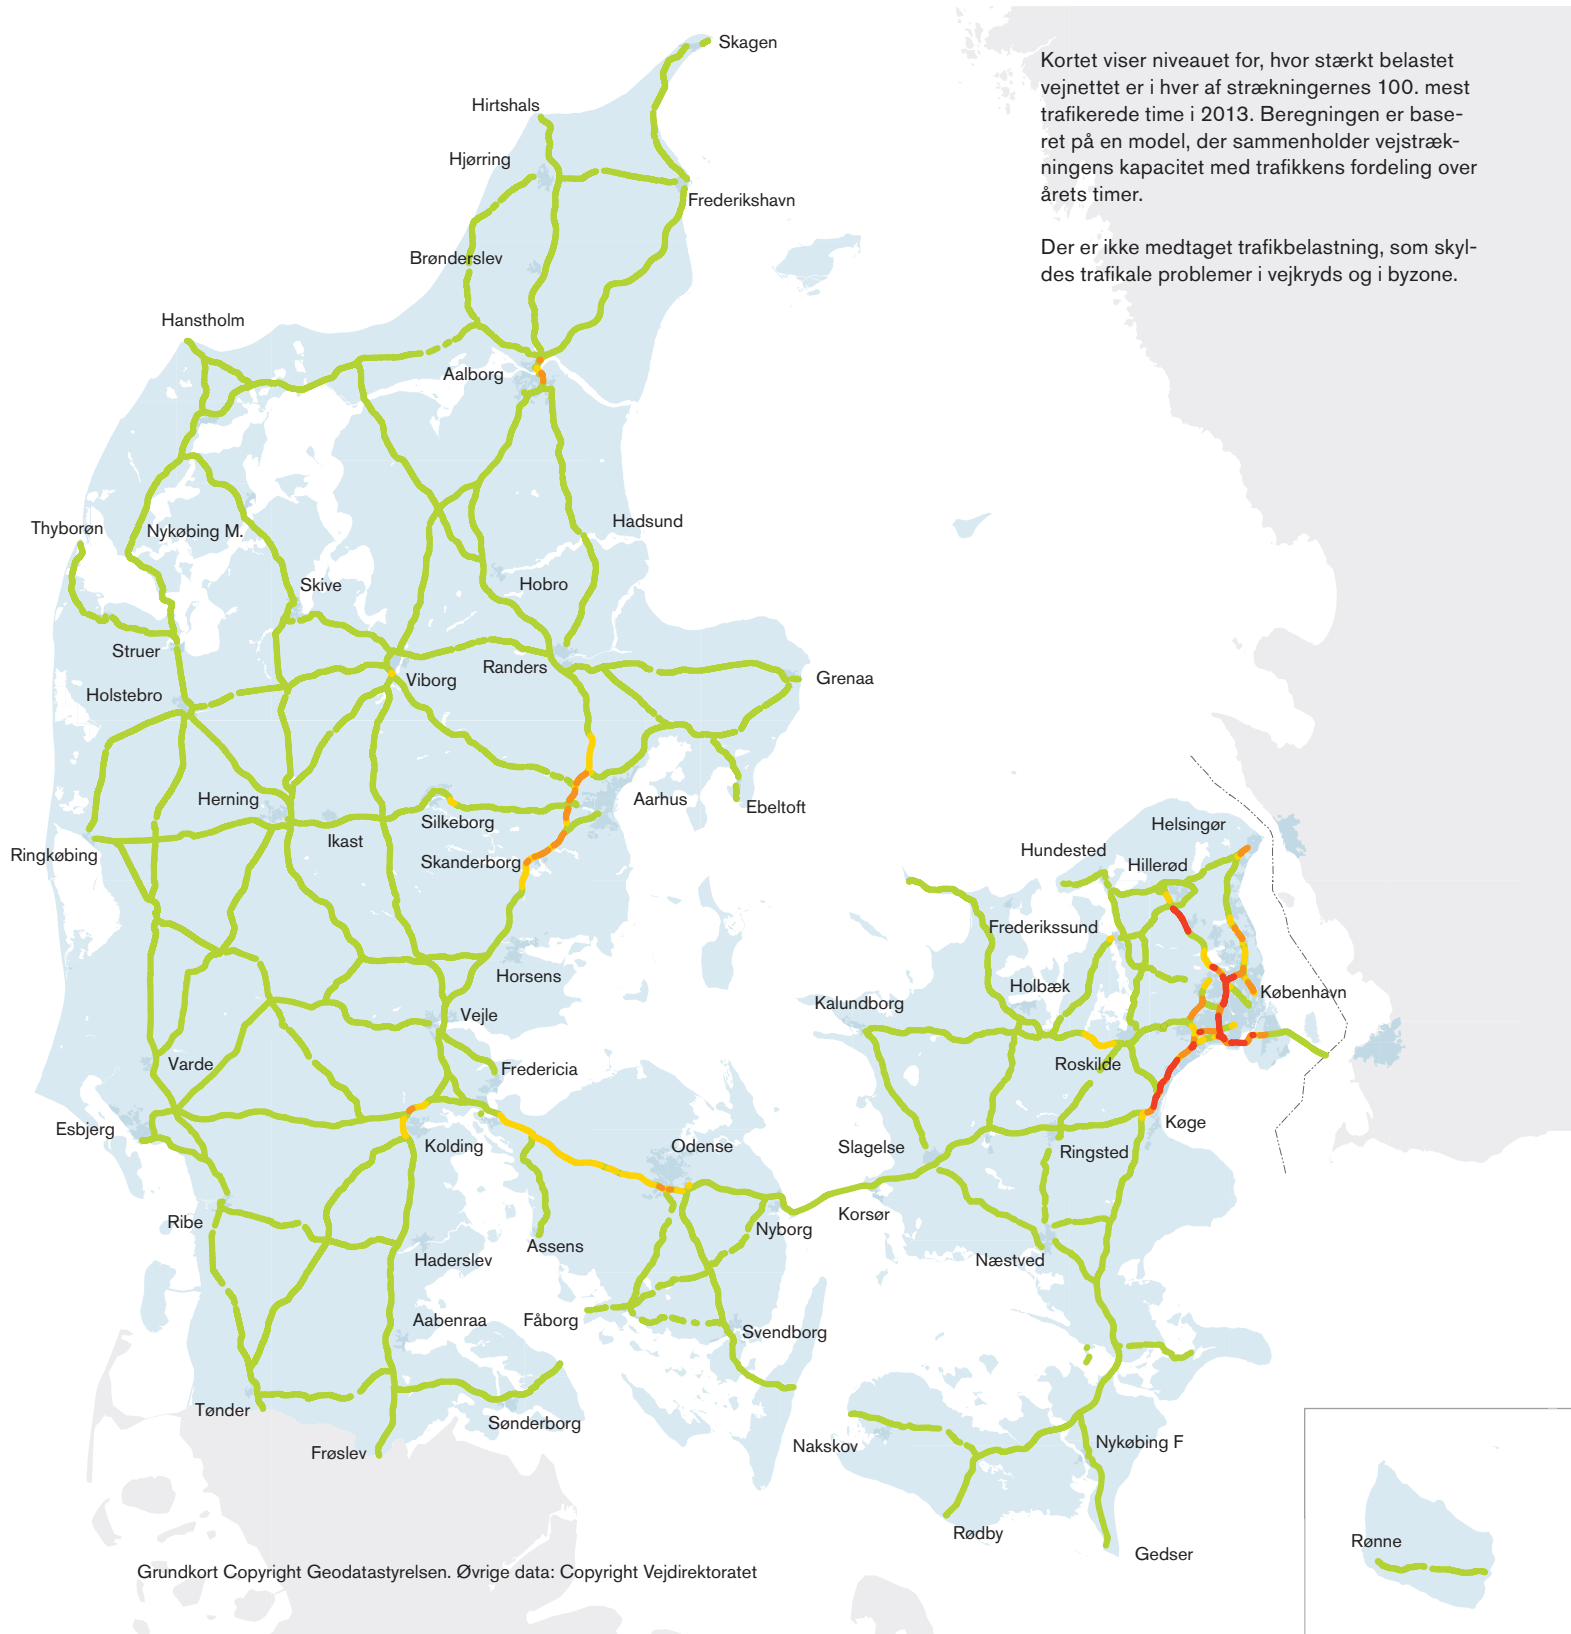 Kortet viser niveauet for, hvor stærkt belastet
vejnettet er i hver af strækningernes 100. mest
trafikerede time i 2013. Beregningen er base-
ret på en model, der sammenholder vejstræk-
ningens kapacitet med trafikkens fordeling over
årets timer.
Der er ikke medtaget trafikbelastning, som skyl-
des trafikale problemer i vejkryds og i byzone.
Skagen
Hirtshals
Hjørring
Frederikshavn
Brønderslev
Hanstholm
Aalborg
Hadsund
Thyborøn
Nykøbing M.
Hobro
Skive
Struer
Randers
Grenaa
Viborg
Holstebro
Herning
Aarhus
Ebeltoft
Silkeborg
Ikast
Ringkøbing
Skanderborg
Helsingør
Hundested
Hillerød
Frederikssund
Horsens
Holbæk
København
Kalundborg
Vejle
Varde
Fredericia
Roskilde
Esbjerg
Køge
Kolding
Odense
Slagelse
Ringsted
Ribe
Nyborg
Korsør
Assens
Haderslev
Næstved
Aabenraa
Fåborg
Svendborg
Tønder
Sønderborg
Frøslev
Nakskov
Nykøbing F
Rødby
Gedser
Rønne
Grundkort Copyright Geodatastyrelsen. Øvrige data: Copyright Vejdirektoratet